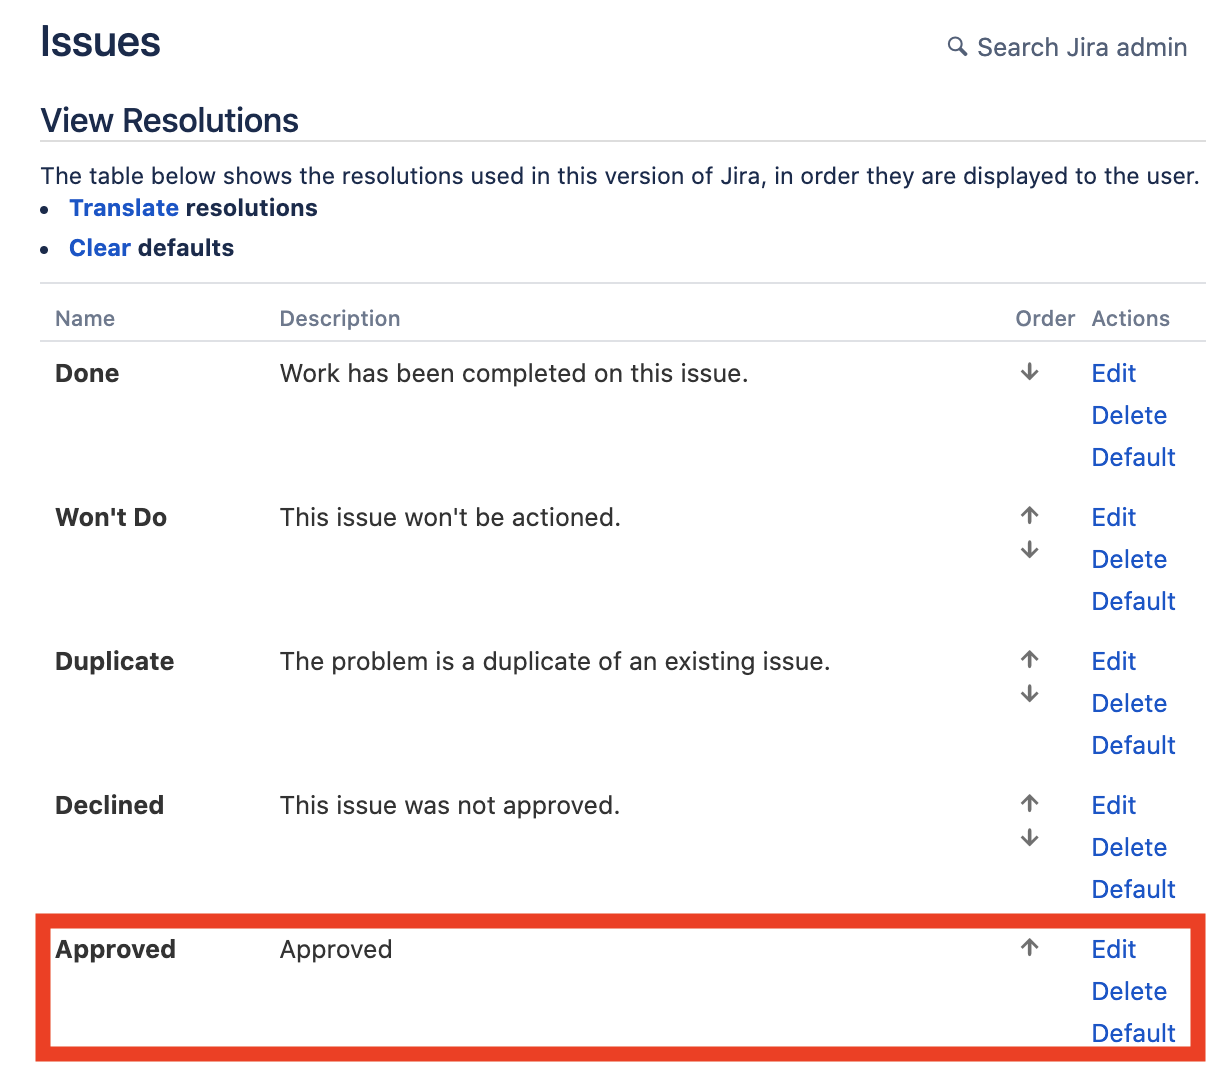 Issues
Search Jira admin
View Resolutions
The table below shows the resolutions used in this version of Jira, in order they are displayed to the user.
• Translate resolutions
• Clear defaults
Name Description Order Actions
Done Work has been completed on this issue. ↓ Edit
Delete
Default
Won't Do This issue won't be actioned. ↑ Edit
↓ Delete
Default
Duplicate The problem is a duplicate of an existing issue. ↑ Edit
↓ Delete
Default
Declined This issue was not approved. ↑ Edit
↓ Delete
Default
Approved Approved ↑ Edit
Delete
Default